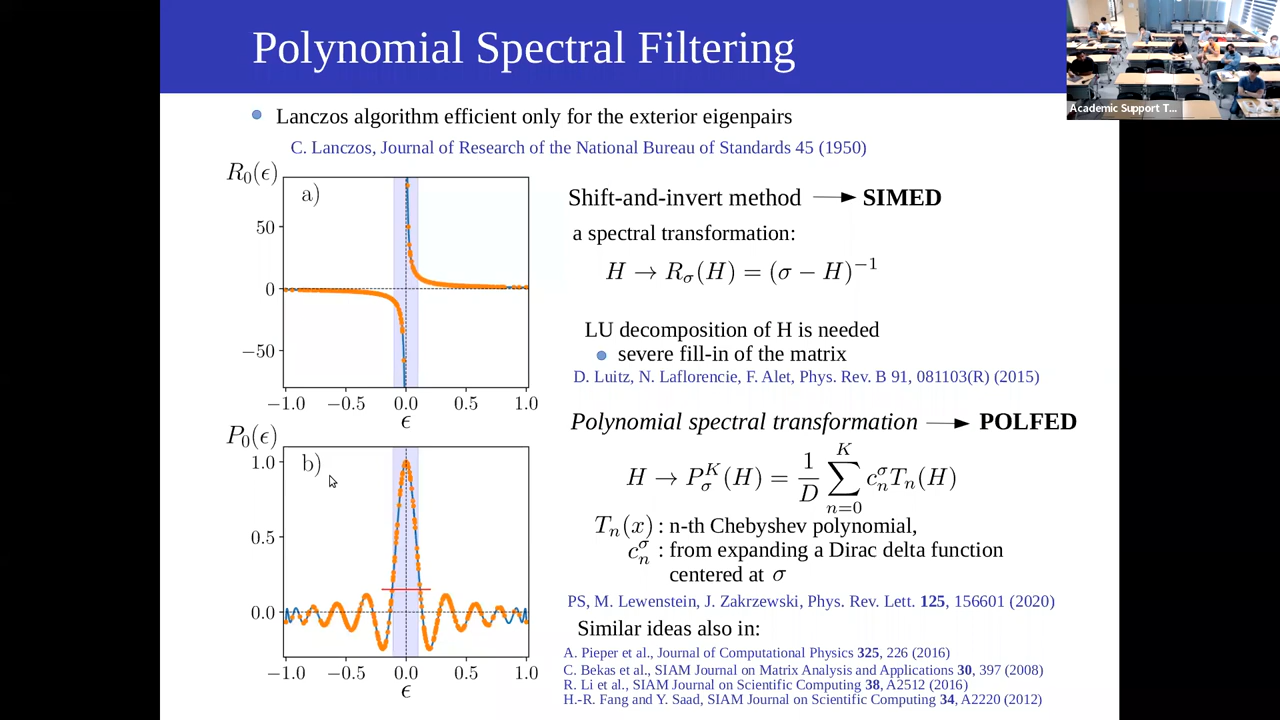 Polynomial Spectral Filtering
Academic Support T...
Lanczos algorithm efficient only for the exterior eigenpairs
C. Lanczos, Journal of Research of the National Bureau of Standards 45 (1950)
R₀(ϵ)
a)
50
0
−50
−1.0 −0.5 0.0 0.5 1.0
ϵ
Shift-and-invert method → SIMED
a spectral transformation:
H → R_σ(H) = (σ − H)⁻¹
LU decomposition of H is needed
severe fill-in of the matrix
D. Luitz, N. Laflorencie, F. Alet, Phys. Rev. B 91, 081103(R) (2015)
P₀(ϵ)
b)
1.0
0.5
0.0
−1.0 −0.5 0.0 0.5 1.0
ϵ
Polynomial spectral transformation → POLFED
H → P_σ^K(H) = 1/D ∑_{n=0}^{K} c_n^σ T_n(H)
T_n(x) : n-th Chebyshev polynomial,
c_n^σ : from expanding a Dirac delta function
centered at σ
PS, M. Lewenstein, J. Zakrzewski, Phys. Rev. Lett. 125, 156601 (2020)
Similar ideas also in:
A. Pieper et al., Journal of Computational Physics 325, 226 (2016)
C. Bekas et al., SIAM Journal on Matrix Analysis and Applications 30, 397 (2008)
R. Li et al., SIAM Journal on Scientific Computing 38, A2512 (2016)
H.-R. Fang and Y. Saad, SIAM Journal on Scientific Computing 34, A2220 (2012)